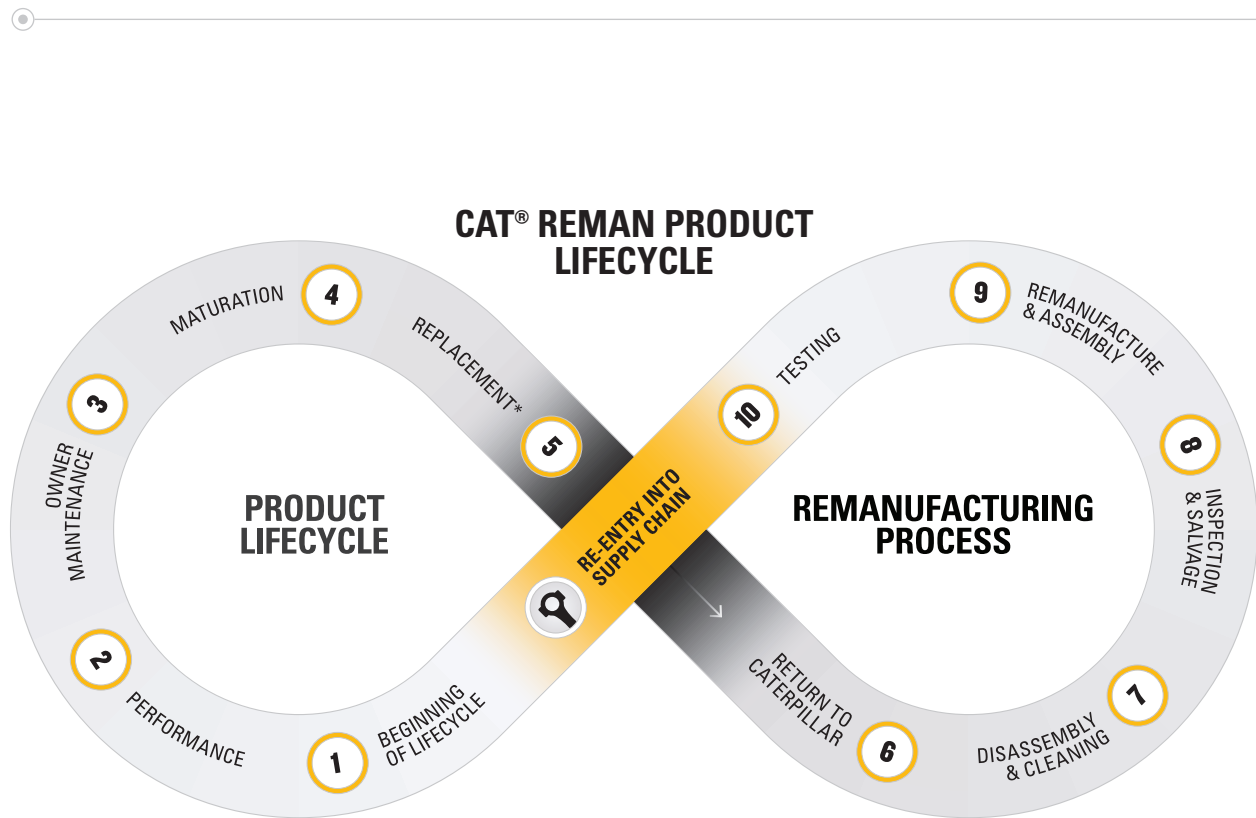 CAT® REMAN PRODUCT
LIFECYCLE
PRODUCT
LIFECYCLE
1
BEGINNING
OF LIFECYCLE
2
PERFORMANCE
3
OWNER
MAINTENANCE
4
MATURATION
5
REPLACEMENT*
REMANUFACTURING
PROCESS
6
RETURN TO
CATERPILLAR
7
DISASSEMBLY
& CLEANING
8
INSPECTION
& SALVAGE
9
REMANUFACTURE
& ASSEMBLY
10
TESTING
RE-ENTRY INTO
SUPPLY CHAIN